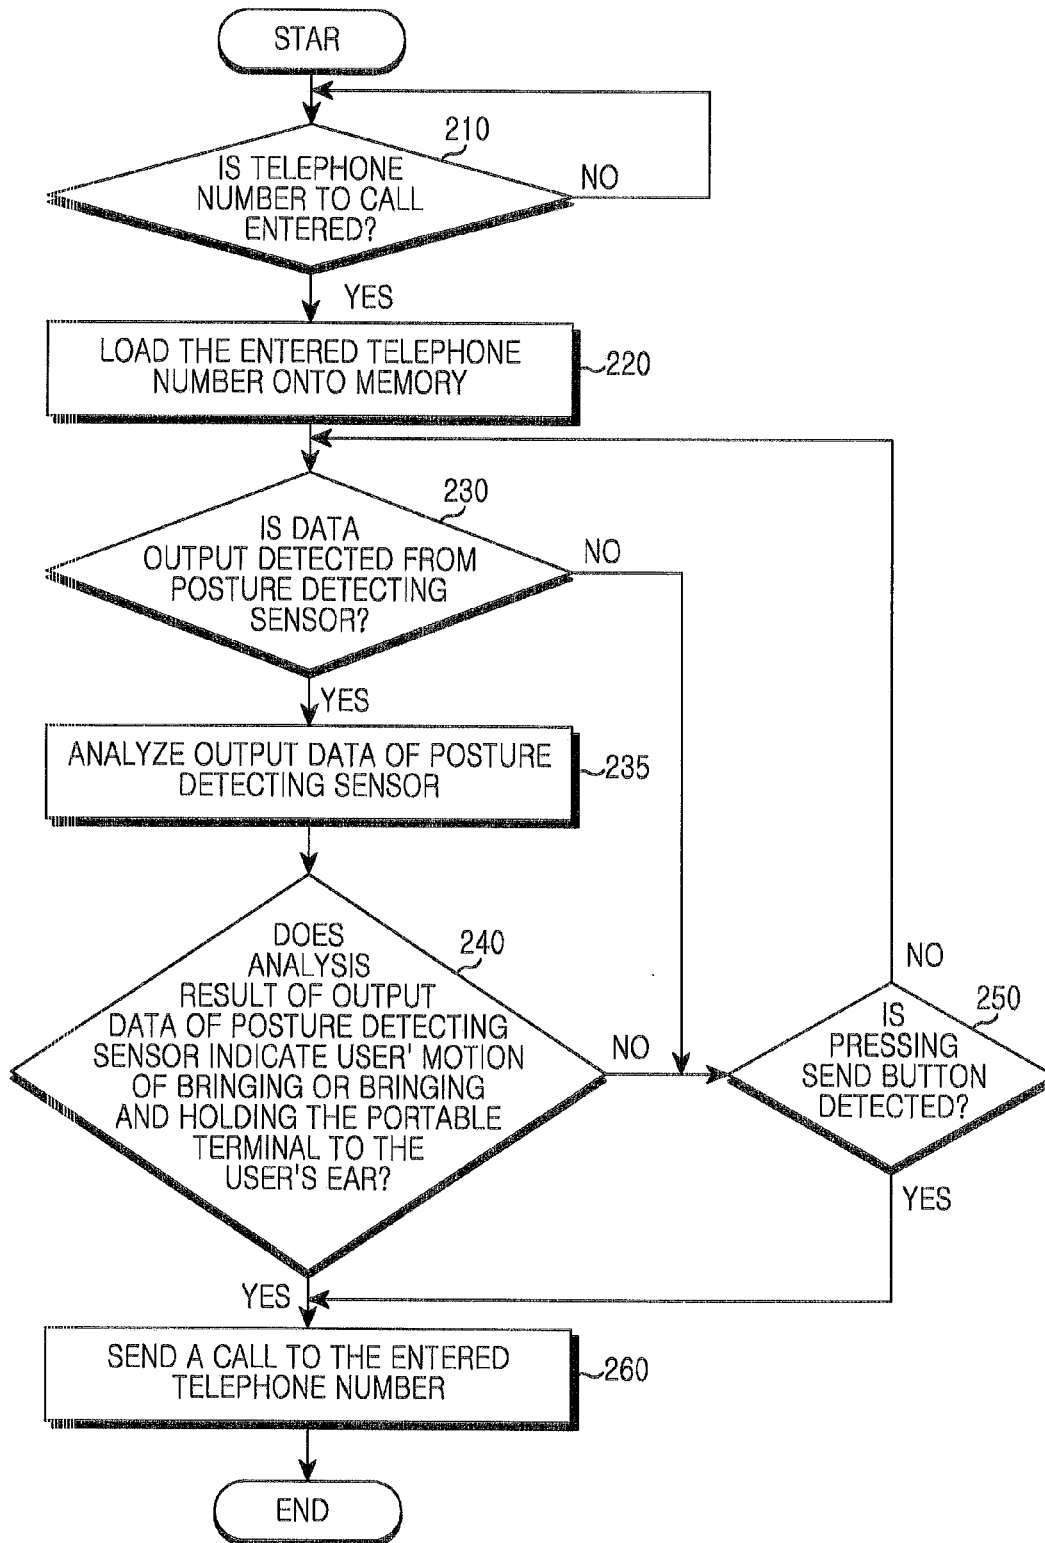 STAR
210
IS TELEPHONE
NUMBER TO CALL
ENTERED?
NO
YES
LOAD THE ENTERED TELEPHONE
NUMBER ONTO MEMORY
220
230
IS DATA
OUTPUT DETECTED FROM
POSTURE DETECTING
SENSOR?
NO
YES
ANALYZE OUTPUT DATA OF POSTURE
DETECTING SENSOR
235
DOES
ANALYSIS
RESULT OF OUTPUT
DATA OF POSTURE DETECTING
SENSOR INDICATE USER' MOTION
OF BRINGING OR BRINGING
AND HOLDING THE PORTABLE
TERMINAL TO THE
USER'S EAR?
240
NO
NO
250
IS
PRESSING
SEND BUTTON
DETECTED?
YES
YES
SEND A CALL TO THE ENTERED
TELEPHONE NUMBER
260
END